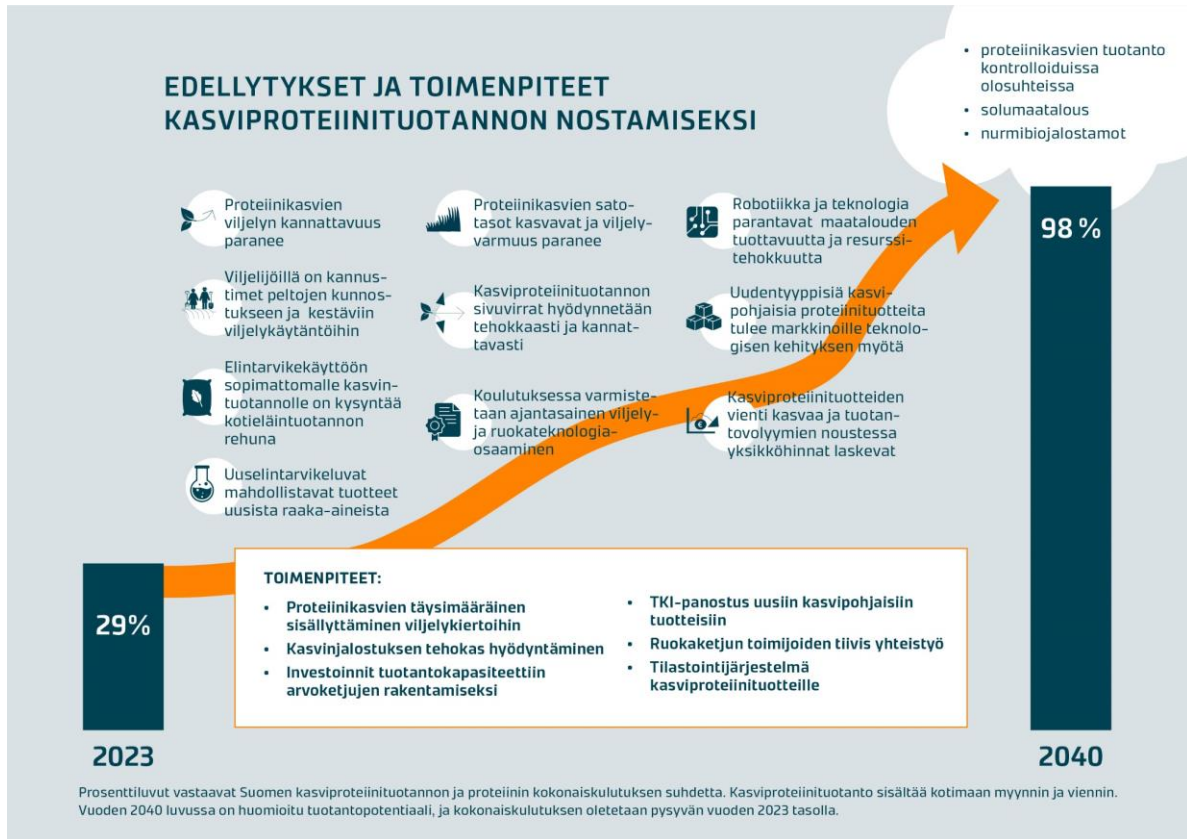 EDELLYTYKSET JA TOIMENPITEET
KASVIPROTEIINITUOTANNON NOSTAMISEKSI
• proteiinikasvien tuotanto
kontrolloiduissa
olosuhteissa
• solumaatalous
• nurmibiojalostamot
Proteiinikasvien
viljelyn kannattavuus
paranee
Viljelijöillä on kannus-
timet peltojen kunnos-
tukseen ja kestäviin
viljelykäytäntöihin
Elintarvikekäyttöön
sopimattomalle kasvin-
tuotannolle on kysyntää
kotieläintuotannon
rehuna
Uuselintarvikeluvat
mahdollistavat tuotteet
uusista raaka-aineista
Proteiinikasvien sato-
tasot kasvavat ja viljely-
varmuus paranee
Kasviproteiinituotannon
sivuvirrat hyödynnetään
tehokkaasti ja kannat-
tavasti
Koulutuksessa varmiste-
taan ajantasainen viljely-
ja ruokateknologia-
osaaminen
Robotiikka ja teknologia
parantavat maatalouden
tuottavuutta ja resurssi-
tehokkuutta
Uudentyyppisiä kasvi-
pohjaisia proteiinituotteita
tulee markkinoille teknolo-
gisen kehityksen myötä
Kasviproteiinituotteiden
vienti kasvaa ja tuotan-
tovolyymien noustessa
yksikköhinnat laskevat
98 %
29%
TOIMENPITEET:
• Proteiinikasvien täysimääräinen
sisällyttäminen viljelykiertoihin
• Kasvinjalostuksen tehokas hyödyntäminen
• Investoinnit tuotantokapasiteettiin
arvoketjujen rakentamiseksi
• TKI-panostus uusiin kasvipohjaisiin
tuotteisiin
• Ruokaketjun toimijoiden tiivis yhteistyö
• Tilastointijärjestelmä
kasviproteiinituotteille
2023
2040
Prosenttiluvut vastaavat Suomen kasviproteiinituotannon ja proteiinin kokonaiskulutuksen suhdetta. Kasviproteiinituotanto sisältää kotimaan myynnin ja viennin.
Vuoden 2040 luvussa on huomioitu tuotantopotentiaali, ja kokonaiskulutuksen oletetaan pysyvän vuoden 2023 tasolla.